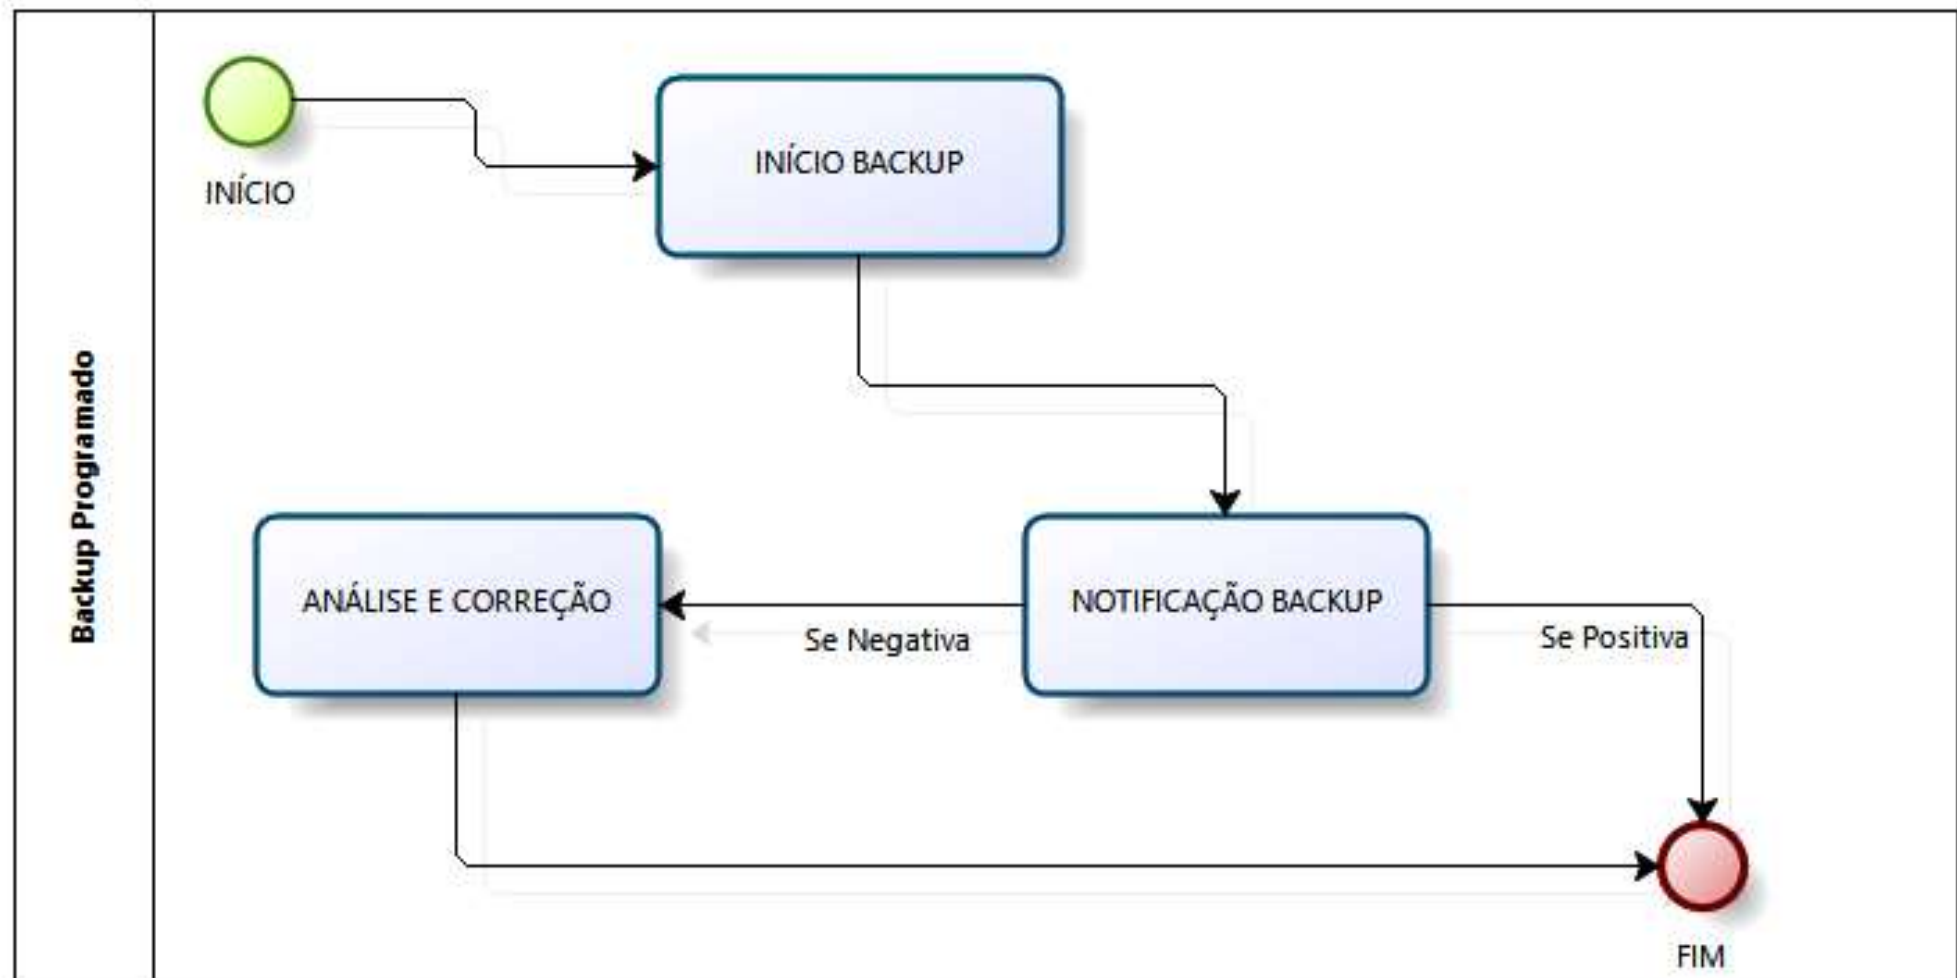 Backup Programado
INÍCIO
INÍCIO BACKUP
ANÁLISE E CORREÇÃO
Se Negativa
NOTIFICAÇÃO BACKUP
Se Positiva
FIM